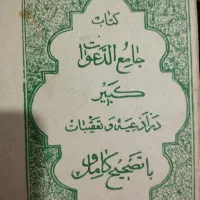 کتاب
جامع الدعوات
کبیر
در ادعیه و تعقیبات
با تصحیح کامل و